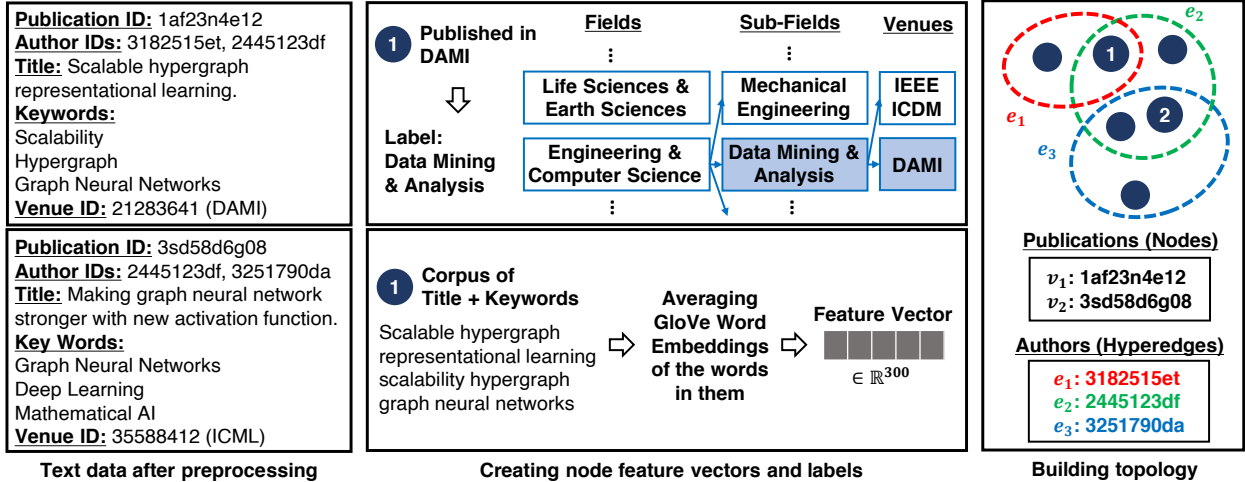 Publication ID: 1af23n4e12
Author IDs: 3182515et, 2445123df
Title: Scalable hypergraph
representational learning.
Keywords:
Scalability
Hypergraph
Graph Neural Networks
Venue ID: 21283641 (DAMI)
Publication ID: 3sd58d6g08
Author IDs: 2445123df, 3251790da
Title: Making graph neural network
stronger with new activation function.
Key Words:
Graph Neural Networks
Deep Learning
Mathematical AI
Venue ID: 35588412 (ICML)
Text data after preprocessing
1
Published in
DAMI
Label:
Data Mining
& Analysis
Fields
Sub-Fields
Venues
⋮
⋮
Life Sciences &
Earth Sciences
Mechanical
Engineering
IEEE
ICDM
Engineering &
Computer Science
Data Mining &
Analysis
DAMI
⋮
⋮
1
Corpus of
Title + Keywords
Scalable hypergraph
representational learning
scalability hypergraph
graph neural networks
Averaging
GloVe Word
Embeddings
of the words
in them
Feature Vector
∈ ℝ³⁰⁰
Creating node feature vectors and labels
e₂
1
e₁
2
e₃
Publications (Nodes)
v₁: 1af23n4e12
v₂: 3sd58d6g08
Authors (Hyperedges)
e₁: 3182515et
e₂: 2445123df
e₃: 3251790da
Building topology